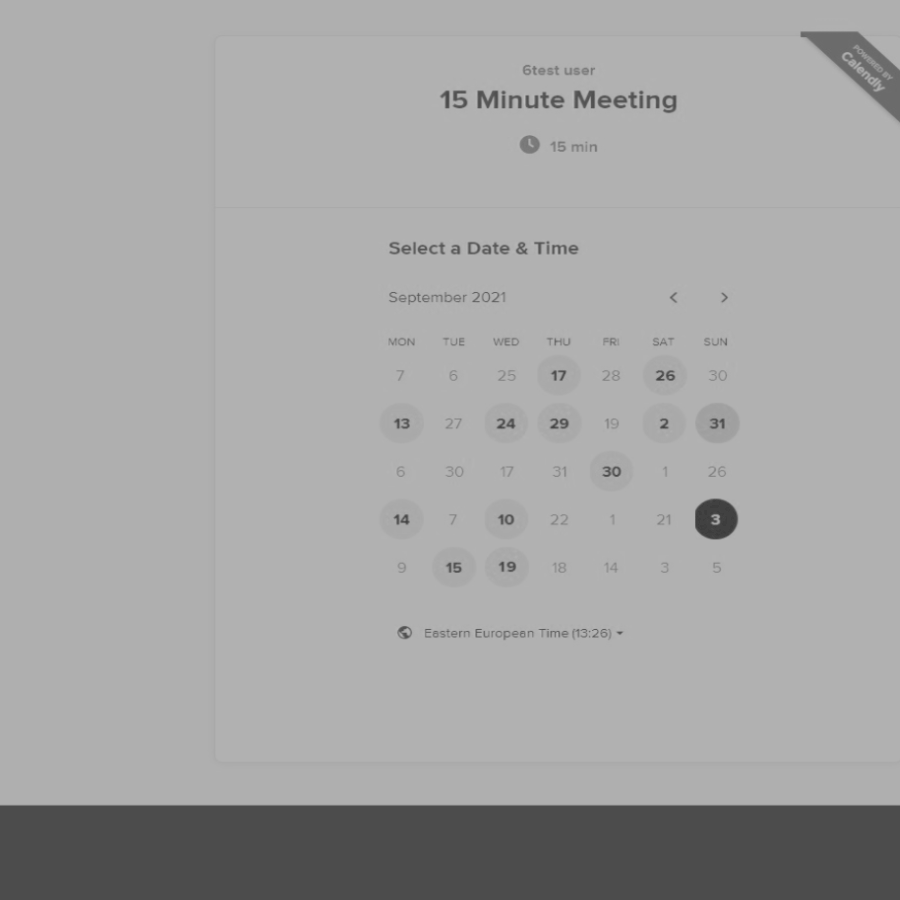 POWERED BY
Calendly
6test user
15 Minute Meeting
15 min
Select a Date & Time
September 2021
MON TUE WED THU FRI SAT SUN
7 6 25 17 28 26 30
13 27 24 29 19 2 31
6 30 17 31 30 1 26
14 7 10 22 1 21 3
9 15 19 18 14 3 5
Eastern European Time (13:26)